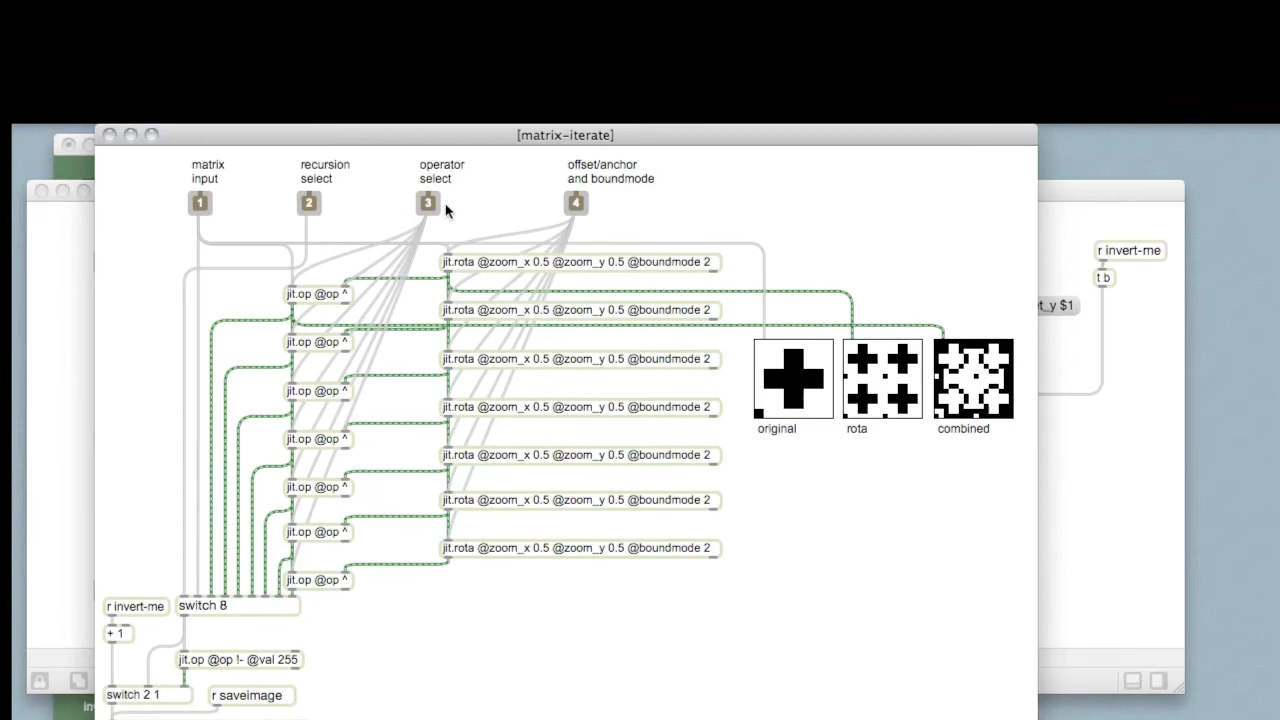 [matrix-iterate]
matrix
input
recursion
select
operator
select
offset/anchor
and boundmode
1
2
3
4
r invert-me
t b
et_y $1
jit.rota @zoom_x 0.5 @zoom_y 0.5 @boundmode 2
jit.op @op ^
jit.rota @zoom_x 0.5 @zoom_y 0.5 @boundmode 2
jit.op @op ^
jit.rota @zoom_x 0.5 @zoom_y 0.5 @boundmode 2
jit.op @op ^
jit.rota @zoom_x 0.5 @zoom_y 0.5 @boundmode 2
jit.op @op ^
jit.rota @zoom_x 0.5 @zoom_y 0.5 @boundmode 2
jit.op @op ^
jit.rota @zoom_x 0.5 @zoom_y 0.5 @boundmode 2
jit.op @op ^
jit.rota @zoom_x 0.5 @zoom_y 0.5 @boundmode 2
jit.op @op ^
original
rota
combined
r invert-me
switch 8
+ 1
jit.op @op !- @val 255
switch 2 1
r saveimage
inv